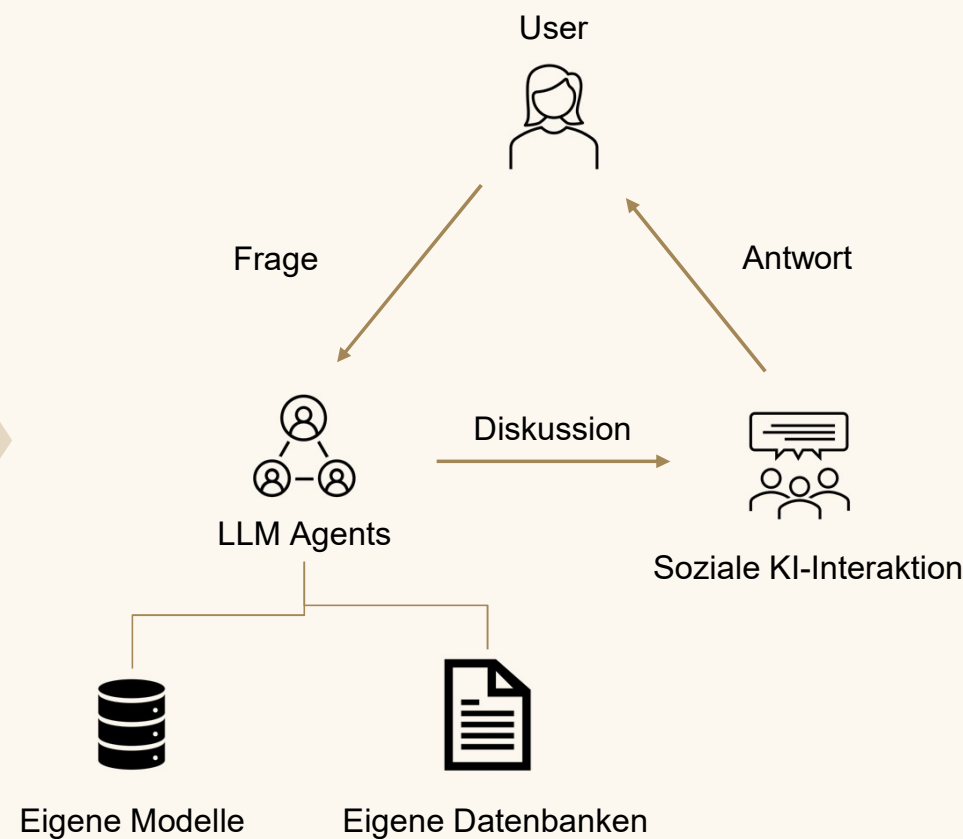 User
Frage
Antwort
Diskussion
LLM Agents
Soziale KI-Interaktion
Eigene Modelle
Eigene Datenbanken